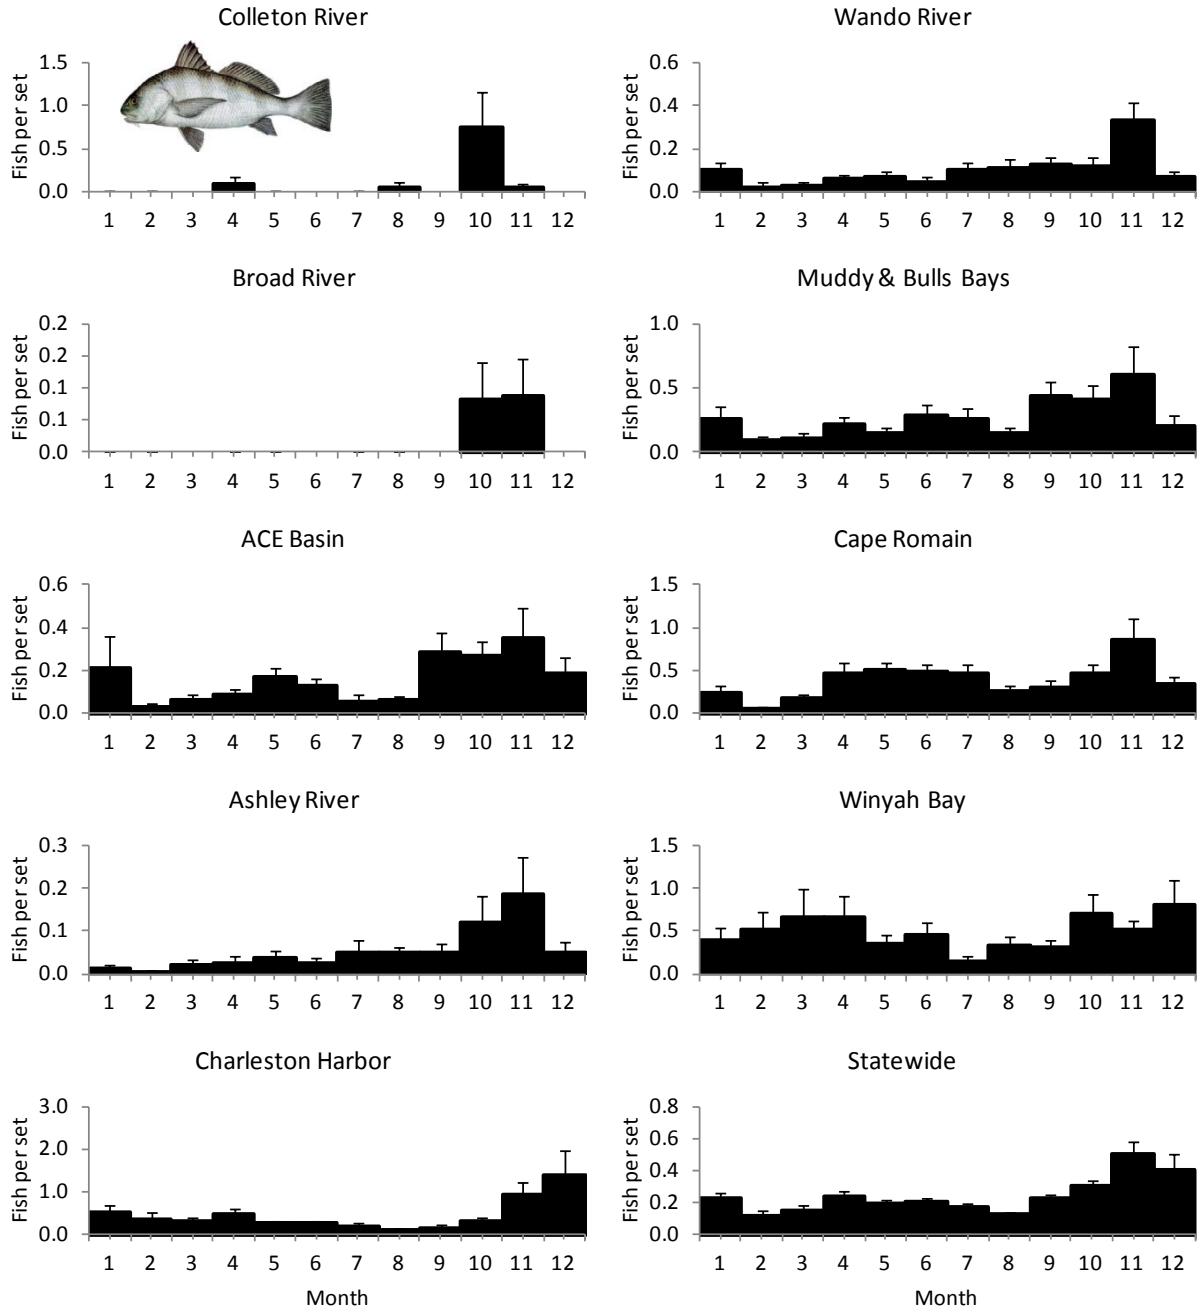 Colleton River
Fish per set
1.5
1.0
0.5
0.0
1 2 3 4 5 6 7 8 9 10 11 12
Wando River
Fish per set
0.6
0.4
0.2
0.0
1 2 3 4 5 6 7 8 9 10 11 12
Broad River
Fish per set
0.2
0.2
0.1
0.1
0.0
1 2 3 4 5 6 7 8 9 10 11 12
Muddy & Bulls Bays
Fish per set
1.0
0.5
0.0
1 2 3 4 5 6 7 8 9 10 11 12
ACE Basin
Fish per set
0.6
0.4
0.2
0.0
1 2 3 4 5 6 7 8 9 10 11 12
Cape Romain
Fish per set
1.5
1.0
0.5
0.0
1 2 3 4 5 6 7 8 9 10 11 12
Ashley River
Fish per set
0.3
0.2
0.1
0.0
1 2 3 4 5 6 7 8 9 10 11 12
Winyah Bay
Fish per set
1.5
1.0
0.5
0.0
1 2 3 4 5 6 7 8 9 10 11 12
Charleston Harbor
Fish per set
3.0
2.0
1.0
0.0
1 2 3 4 5 6 7 8 9 10 11 12
Month
Statewide
Fish per set
0.8
0.6
0.4
0.2
0.0
1 2 3 4 5 6 7 8 9 10 11 12
Month